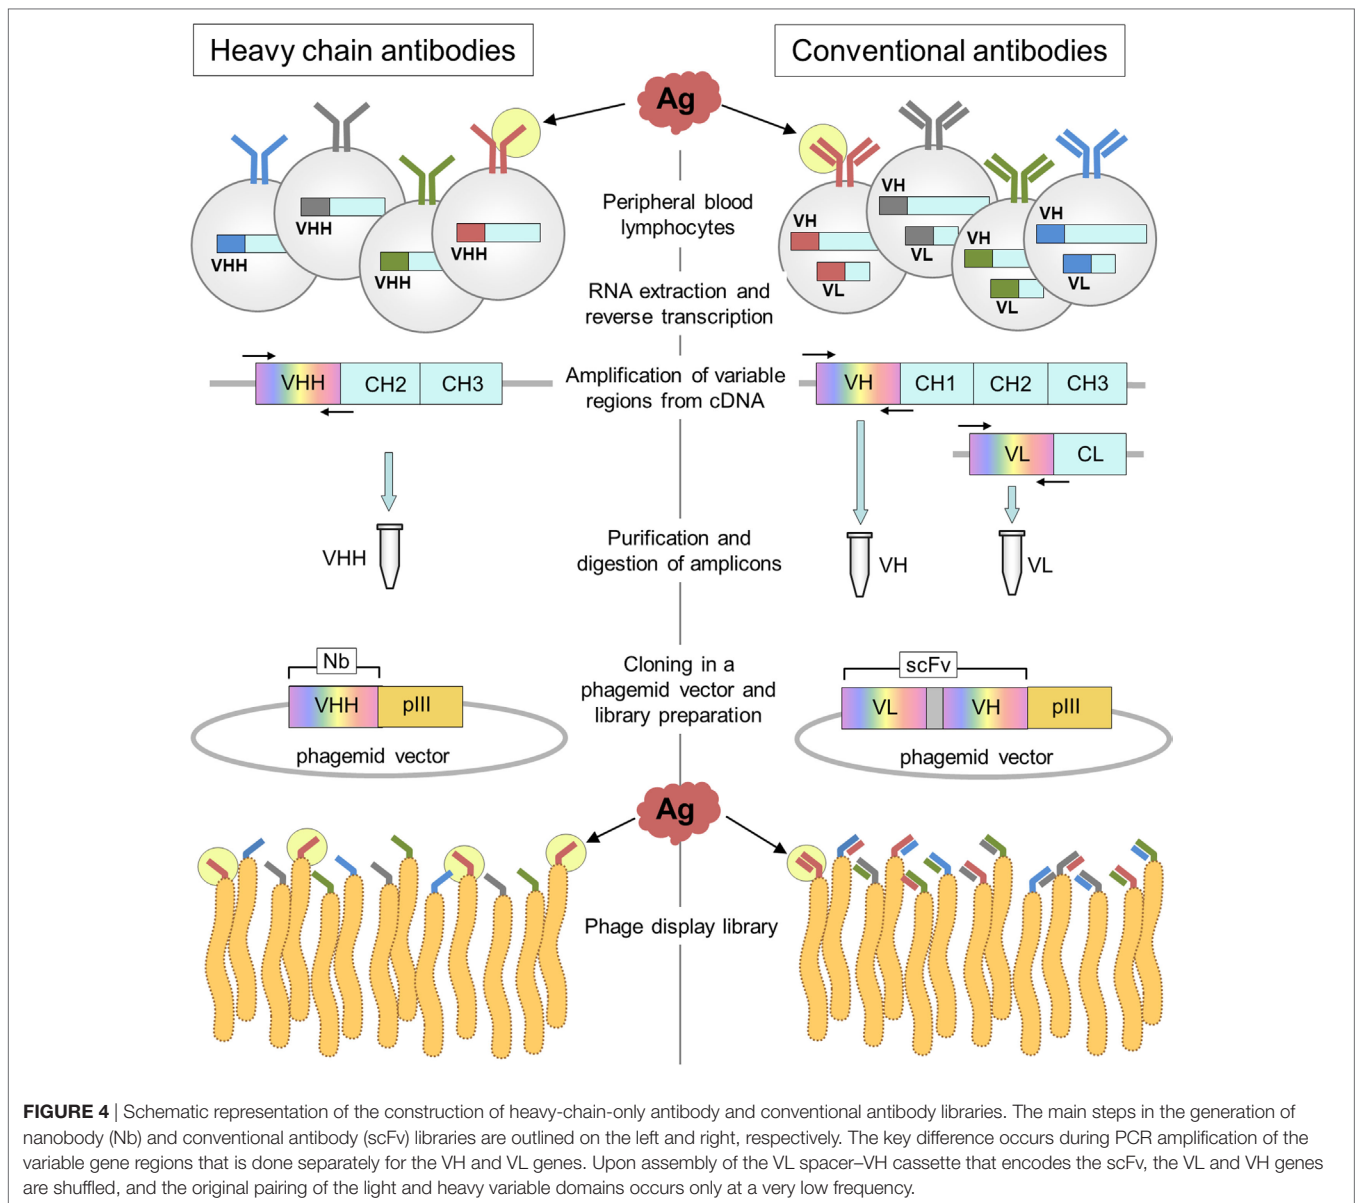 Heavy chain antibodies
Conventional antibodies
Ag
VHH
VHH
VHH
VHH
Peripheral blood
lymphocytes
VH
VL
VH
VL
VH
VL
VH
VL
RNA extraction and
reverse transcription
VHH CH2 CH3
Amplification of variable
regions from cDNA
VH CH1 CH2 CH3
VL CL
VHH
Purification and
digestion of amplicons
VH
VL
Nb
VHH pIII
phagemid vector
Cloning in a
phagemid vector and
library preparation
scFv
VL VH pIII
phagemid vector
Ag
Phage display library
FIGURE 4 | Schematic representation of the construction of heavy-chain-only antibody and conventional antibody libraries. The main steps in the generation of
nanobody (Nb) and conventional antibody (scFv) libraries are outlined on the left and right, respectively. The key difference occurs during PCR amplification of the
variable gene regions that is done separately for the VH and VL genes. Upon assembly of the VL spacer–VH cassette that encodes the scFv, the VL and VH genes
are shuffled, and the original pairing of the light and heavy variable domains occurs only at a very low frequency.